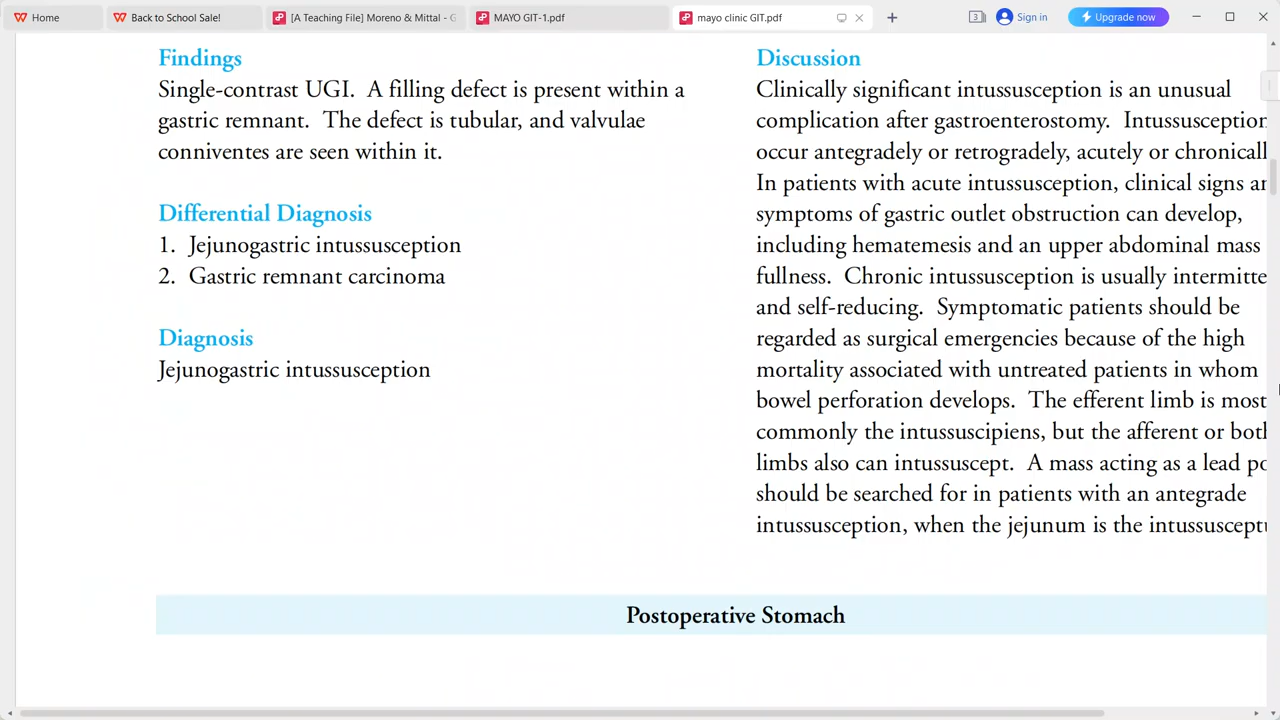 Home
Back to School Sale!
[A Teaching File] Moreno & Mittal - G
MAYO GIT-1.pdf
mayo clinic GIT.pdf
3
Sign in
Upgrade now
Findings
Single-contrast UGI.  A filling defect is present within a
gastric remnant.  The defect is tubular, and valvulae
conniventes are seen within it.
Differential Diagnosis
1.  Jejunogastric intussusception
2.  Gastric remnant carcinoma
Diagnosis
Jejunogastric intussusception
Discussion
Clinically significant intussusception is an unusual
complication after gastroenterostomy.  Intussusception
occur antegradely or retrogradely, acutely or chronicall
In patients with acute intussusception, clinical signs an
symptoms of gastric outlet obstruction can develop,
including hematemesis and an upper abdominal mass
fullness.  Chronic intussusception is usually intermitte
and self-reducing.  Symptomatic patients should be
regarded as surgical emergencies because of the high
mortality associated with untreated patients in whom
bowel perforation develops.  The efferent limb is most
commonly the intussuscipiens, but the afferent or both
limbs also can intussuscept.  A mass acting as a lead po
should be searched for in patients with an antegrade
intussusception, when the jejunum is the intussuscept
Postoperative Stomach